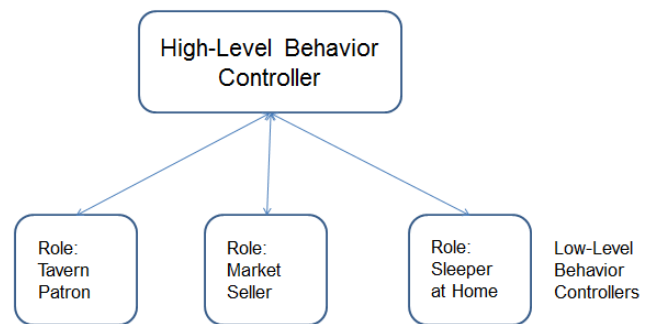 High-Level Behavior
Controller
Role:
Tavern
Patron
Role:
Market
Seller
Role:
Sleeper
at Home
Low-Level
Behavior
Controllers